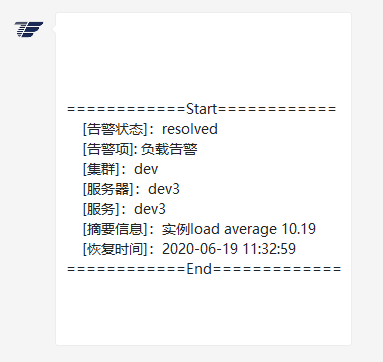 ============Start============
[告警状态]：resolved
[告警项]: 负载告警
[集群]：dev
[服务器]：dev3
[服务]：dev3
[摘要信息]：实例load average 10.19
[恢复时间]：2020-06-19 11:32:59
============End=============